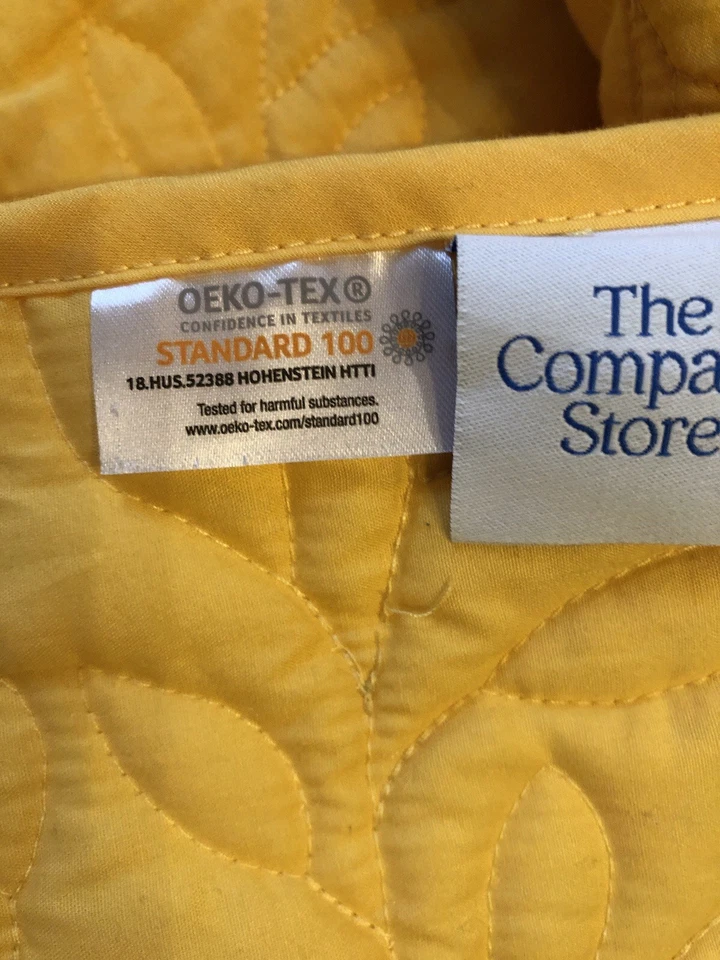 OEKO-TEX®
CONFIDENCE IN TEXTILES
STANDARD 100
18.HUS.52388 HOHENSTEIN HTTI
Tested for harmful substances.
www.oeko-tex.com/standard100
The
Compa
Store